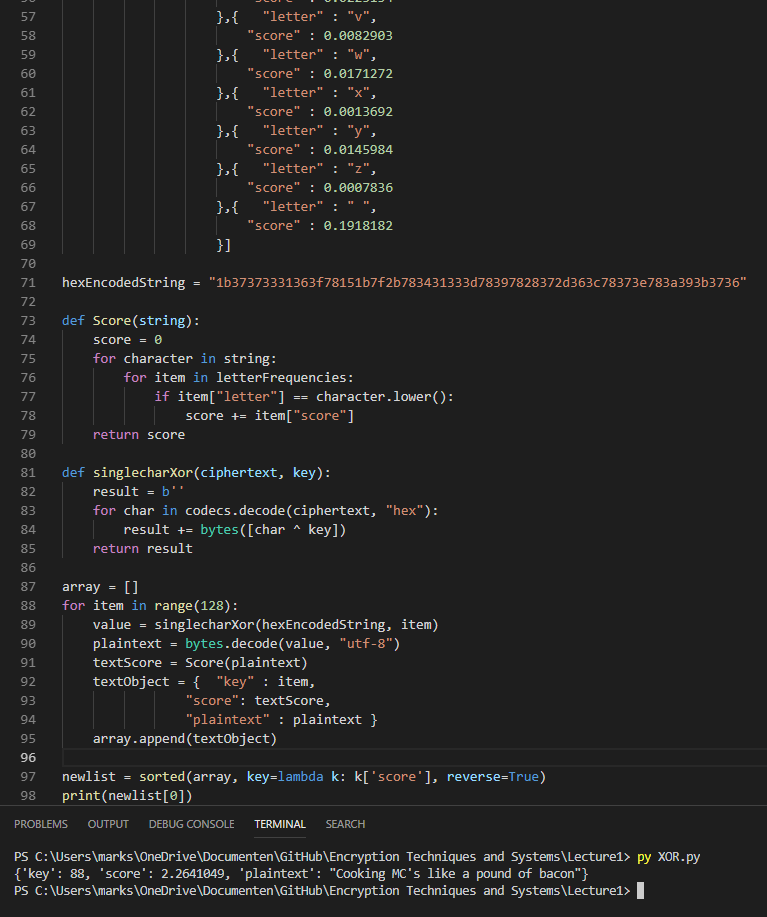 57 },{ "letter" : "v",
58 "score" : 0.0082903
59 },{ "letter" : "w",
60 "score" : 0.0171272
61 },{ "letter" : "x",
62 "score" : 0.0013692
63 },{ "letter" : "y",
64 "score" : 0.0145984
65 },{ "letter" : "z",
66 "score" : 0.0007836
67 },{ "letter" : " ",
68 "score" : 0.1918182
69 }]
70
71 hexEncodedString = "1b37373331363f78151b7f2b783431333d78397828372d363c78373e783a393b3736"
72
73 def Score(string):
74 score = 0
75 for character in string:
76 for item in letterFrequencies:
77 if item["letter"] == character.lower():
78 score += item["score"]
79 return score
80
81 def singlecharXor(ciphertext, key):
82 result = b''
83 for char in codecs.decode(ciphertext, "hex"):
84 result += bytes([char ^ key])
85 return result
86
87 array = []
88 for item in range(128):
89 value = singlecharXor(hexEncodedString, item)
90 plaintext = bytes.decode(value, "utf-8")
91 textScore = Score(plaintext)
92 textObject = { "key" : item,
93 "score": textScore,
94 "plaintext" : plaintext }
95 array.append(textObject)
96
97 newlist = sorted(array, key=lambda k: k['score'], reverse=True)
98 print(newlist[0])
PROBLEMS OUTPUT DEBUG CONSOLE TERMINAL SEARCH
PS C:\Users\marks\OneDrive\Documenten\GitHub\Encryption Techniques and Systems\Lecture1> py XOR.py
{'key': 88, 'score': 2.2641049, 'plaintext': "Cooking MC's like a pound of bacon"}
PS C:\Users\marks\OneDrive\Documenten\GitHub\Encryption Techniques and Systems\Lecture1>